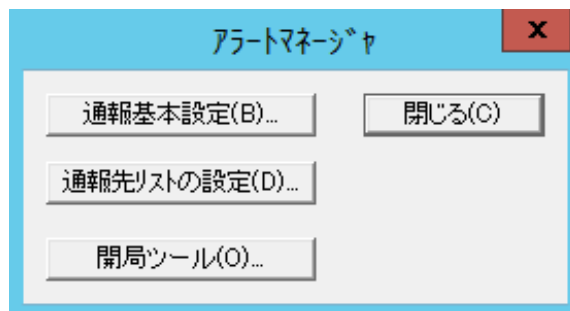 アラートマネージャ
x
通報基本設定(B)...
閉じる(C)
通報先リストの設定(D)...
開局ツール(O)...